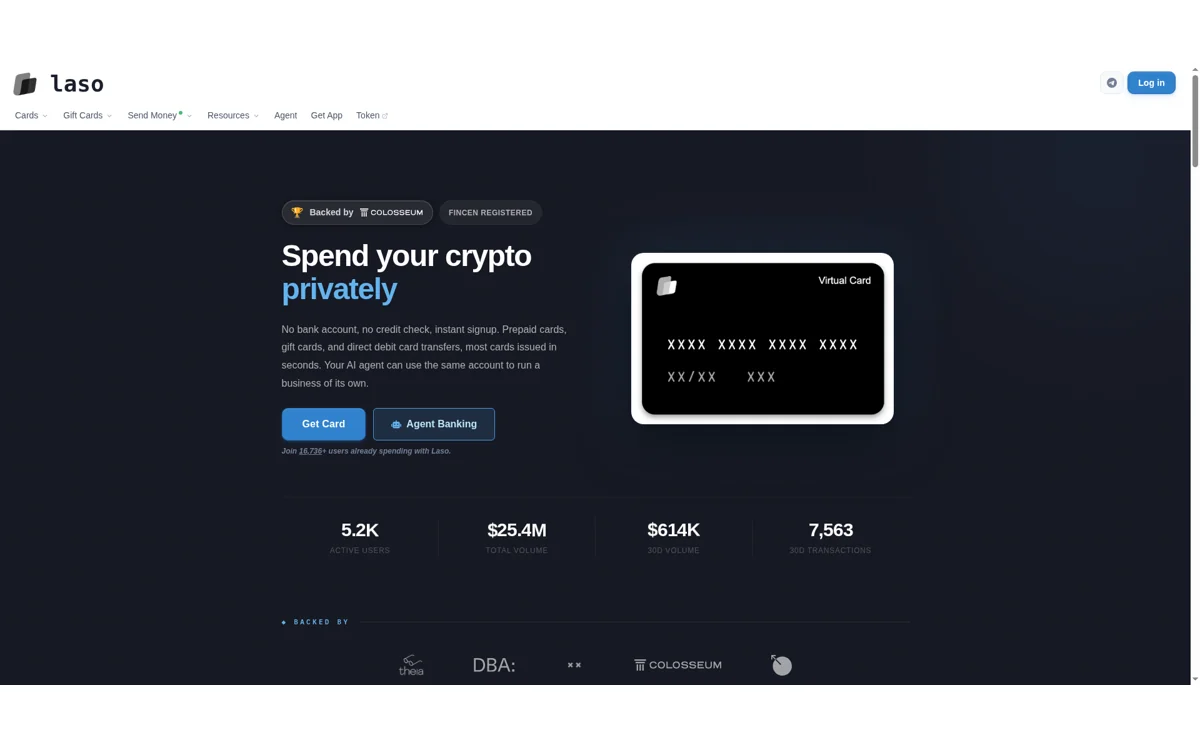 laso
Log in
Cards
Gift Cards
Send Money
Resources
Agent
Get App
Token
🏆 Backed by COLOSSEUM
FINCEN REGISTERED
Spend your crypto
privately
No bank account, no credit check, instant signup. Prepaid cards,
gift cards, and direct debit card transfers, most cards issued in
seconds. Your AI agent can use the same account to run a
business of its own.
Get Card
Agent Banking
Join 16,736+ users already spending with Laso.
Virtual Card
XXXX XXXX XXXX XXXX
XX/XX XXX
5.2K
ACTIVE USERS
$25.4M
TOTAL VOLUME
$614K
30D VOLUME
7,563
30D TRANSACTIONS
BACKED BY
theia
DBA:
COLOSSEUM